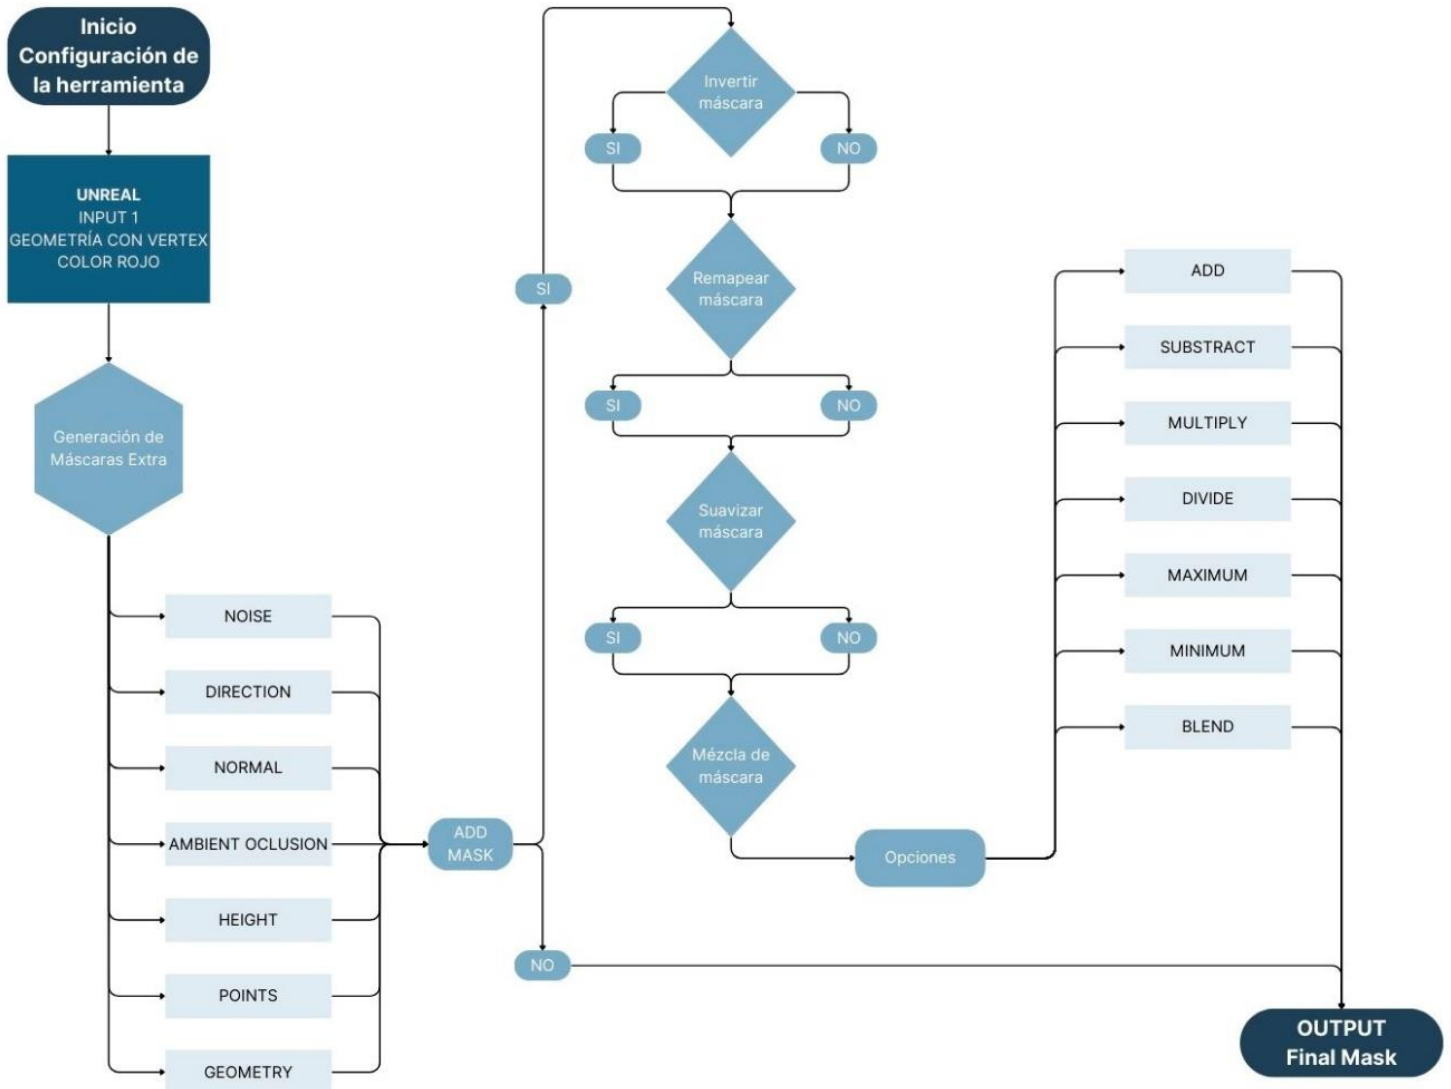 Inicio
Configuración de
la herramienta
UNREAL
INPUT 1
GEOMETRÍA CON VERTEX
COLOR ROJO
Generación de
Máscaras Extra
NOISE
DIRECTION
NORMAL
AMBIENT OCLUSION
HEIGHT
POINTS
GEOMETRY
ADD
MASK
SI
NO
Invertir
máscara
SI
NO
Remapear
máscara
SI
NO
Suavizar
máscara
SI
NO
Mézcla de
máscara
Opciones
ADD
SUBSTRACT
MULTIPLY
DIVIDE
MAXIMUM
MINIMUM
BLEND
OUTPUT
Final Mask